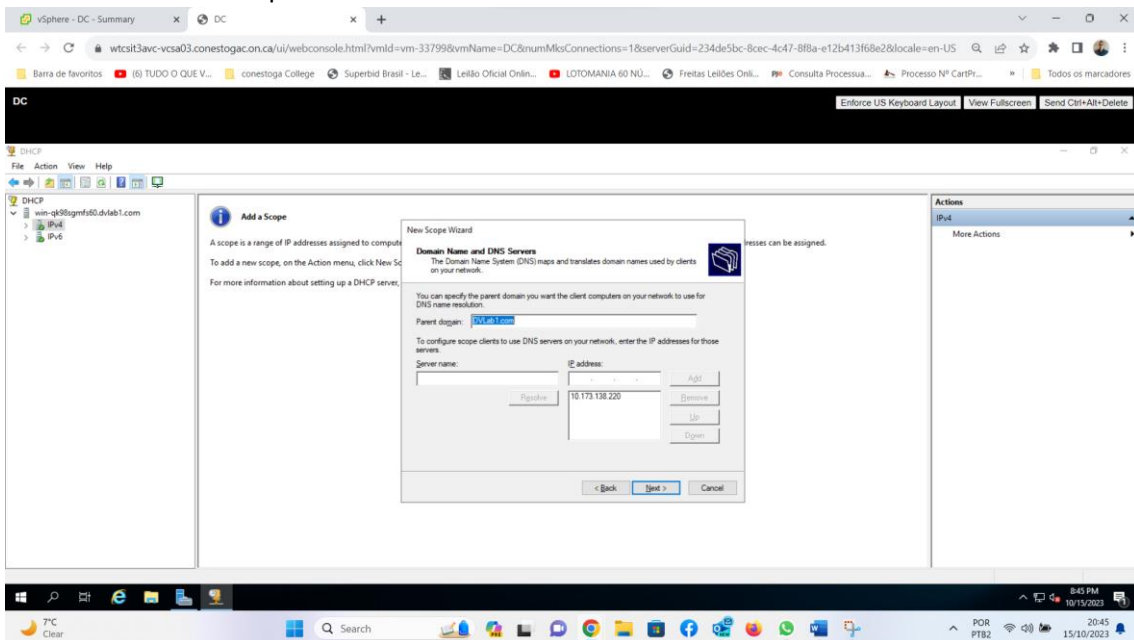 vSphere - DC - Summary
DC
wtcsit3avc-vcsa03.conestogac.on.ca/ui/webconsole.html?vmId=vm-33799&vmName=DC&numMksConnections=1&serverGuid=234de5bc-8cec-4c47-8f8a-e12b413f68e2&locale=en-US
Barra de favoritos (6) TUDO O QUE V... conestoga College Superbid Brasil - Le... Leilão Oficial Onlin... LOTOMANIA 60 NÚ... Freitas Leilões Onli... Consulta Processua... Processo Nº CartPr... » Todos os marcadores
DC Enforce US Keyboard Layout View Fullscreen Send Ctrl+Alt+Delete
DHCP
File Action View Help
DHCP
win-qk98sgmfs60.dvlab1.com
IPv4
IPv6
Add a Scope
A scope is a range of IP addresses assigned to compute
resses can be assigned.
To add a new scope, on the Action menu, click New Sc
For more information about setting up a DHCP server,
New Scope Wizard
Domain Name and DNS Servers
The Domain Name System (DNS) maps and translates domain names used by clients
on your network.
You can specify the parent domain you want the client computers on your network to use for
DNS name resolution.
Parent domain: DVLab1.com
To configure scope clients to use DNS servers on your network, enter the IP addresses for those
servers.
Server name: IP address:
Add
Resolve 10.173.138.220 Remove
Up
Down
< Back Next > Cancel
Actions
IPv4
More Actions
8:45 PM
10/15/2023
7°C
Clear
Search
POR
PTB2
20:45
15/10/2023